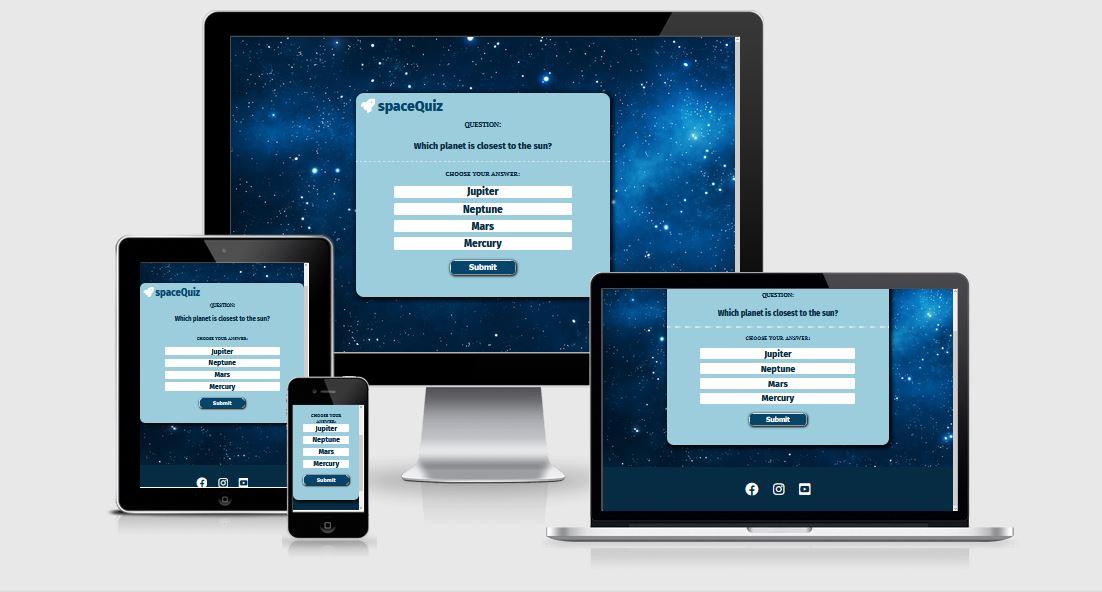 spaceQuiz
QUESTION:
Which planet is closest to the sun?
CHOOSE YOUR ANSWER:
Jupiter
Neptune
Mars
Mercury
Submit
spaceQuiz
QUESTION:
Which planet is closest to the sun?
CHOOSE YOUR ANSWER:
Jupiter
Neptune
Mars
Mercury
Submit
CHOOSE YOUR
ANSWER:
Jupiter
Neptune
Mars
Mercury
Submit
QUESTION:
Which planet is closest to the sun?
CHOOSE YOUR ANSWER:
Jupiter
Neptune
Mars
Mercury
Submit